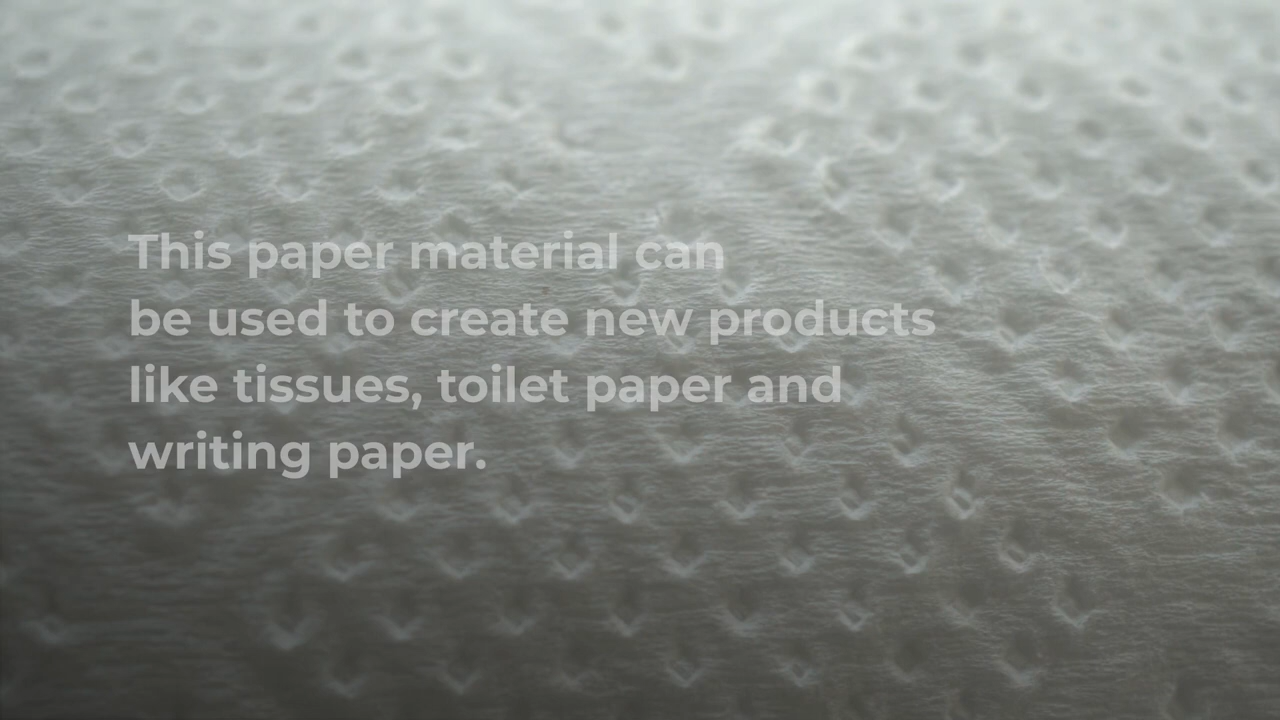 This paper material can
be used to create new products
like tissues, toilet paper and
writing paper.